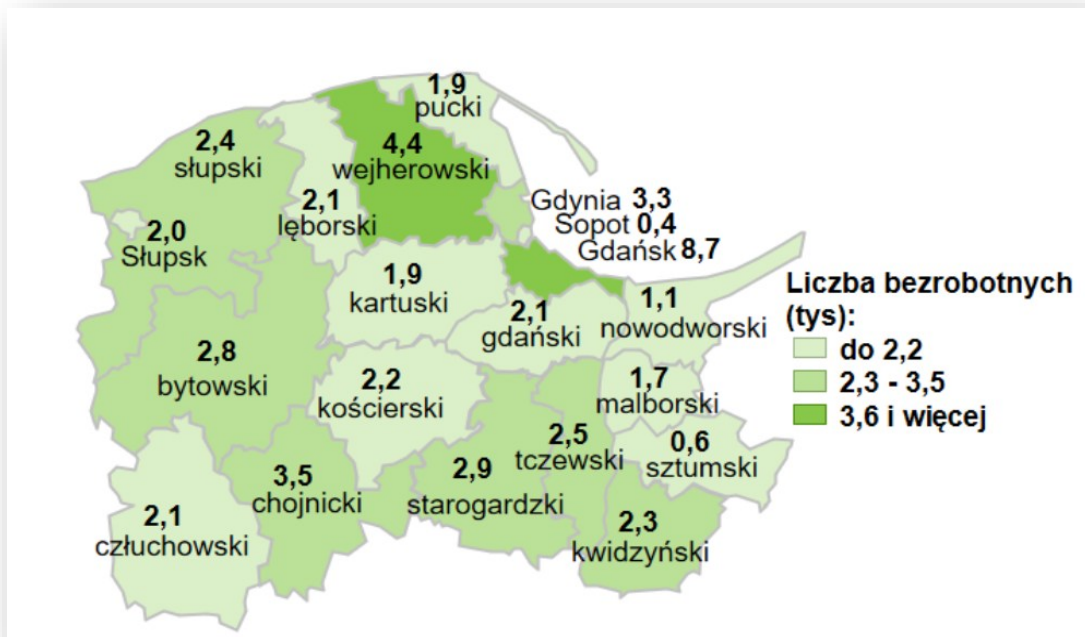 1,9
pucki
4,4
wejherowski
2,4
słupski
2,1
lęborski
Gdynia 3,3
Sopot 0,4
Gdańsk 8,7
2,0
Słupsk
1,9
kartuski
2,1
gdański
1,1
nowodworski
2,8
bytowski
2,2
kościerski
1,7
malborski
0,6
sztumski
2,5
tczewski
2,9
starogardzki
3,5
chojnicki
2,1
człuchowski
2,3
kwidzyński
Liczba bezrobotnych
(tys):
do 2,2
2,3 - 3,5
3,6 i więcej